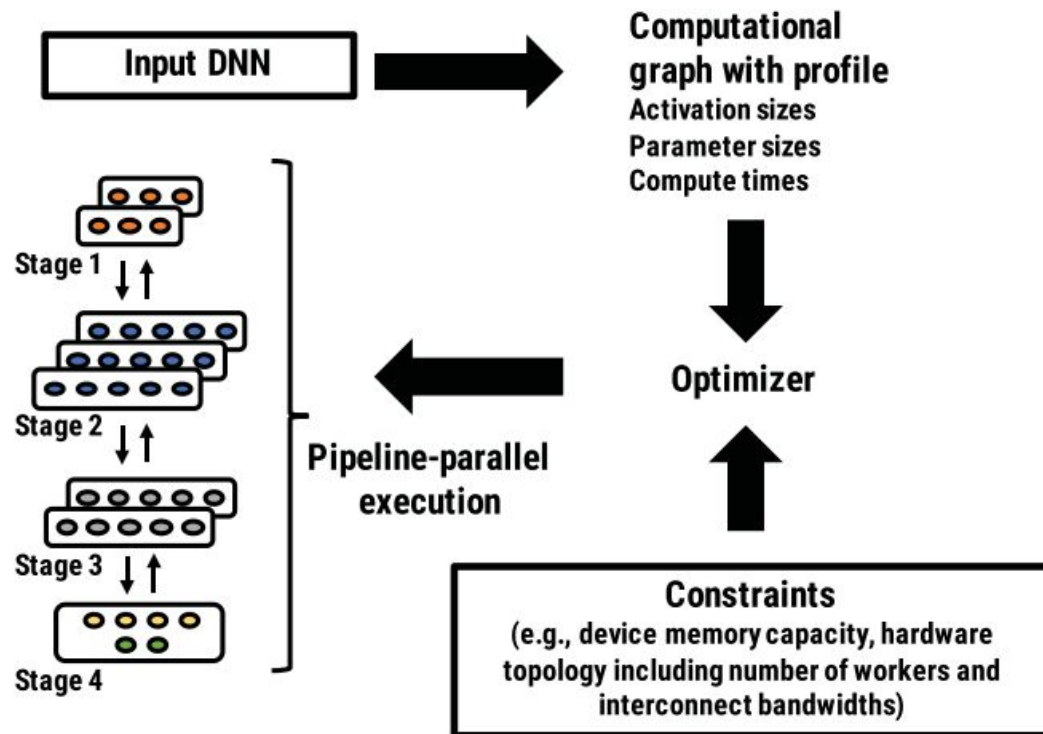 Input DNN
Computational
graph with profile
Activation sizes
Parameter sizes
Compute times
Stage 1
Stage 2
Stage 3
Stage 4
Pipeline-parallel
execution
Optimizer
Constraints
(e.g., device memory capacity, hardware
topology including number of workers and
interconnect bandwidths)